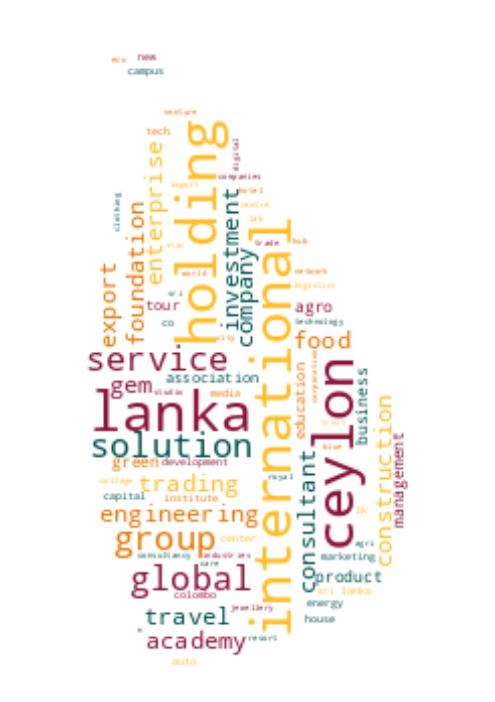 eco
new
campus
venture
tech
holding
digital
enterprise
companies
import
hotel
clothing
investment
centre
lab
foundation
international
company
star
trade
hub
export
world
network
logistics
sri
tour
agro
co
technology
city
food
service
association
corporation
ceylon
education
business
gem
studio
media
lanka
construction
trust
solution
blue
management
green
development
consultant
college
trading
royal
capital
institute
engineering
lk
group
center
agri
consultancy
industries
marketing
care
global
product
colombo
sri lanka
energy
jewellery
travel
house
academy
resort
auto